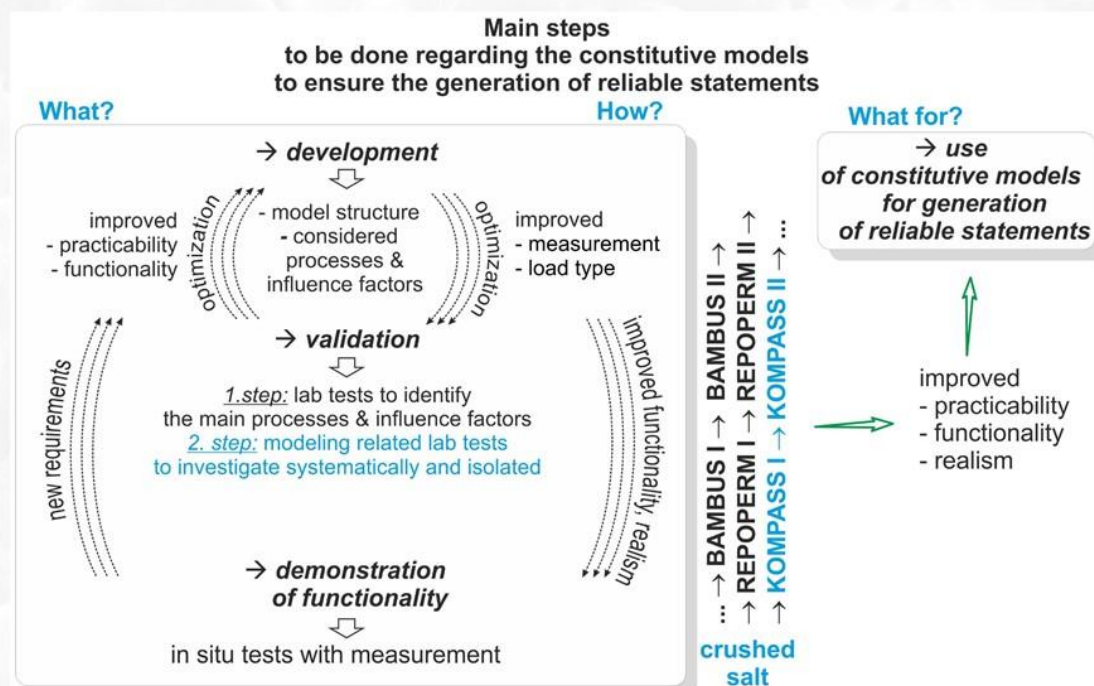 Main steps
to be done regarding the constitutive models
to ensure the generation of reliable statements
What?
How?
What for?
→ development
- model structure
- considered
processes &
influence factors
improved
- practicability
- functionality
optimization
optimization
improved
- measurement
- load type
→ validation
1.step: lab tests to identify
the main processes & influence factors
2. step: modeling related lab tests
to investigate systematically and isolated
new requirements
improved functionality, realism
→ demonstration
of functionality
in situ tests with measurement
... → BAMBUS I → BAMBUS II →
→ REPOPERM I → REPOPERM II →
→ KOMPASS I → KOMPASS II → ...
crushed
salt
→ use
of constitutive models
for generation
of reliable statements
improved
- practicability
- functionality
- realism